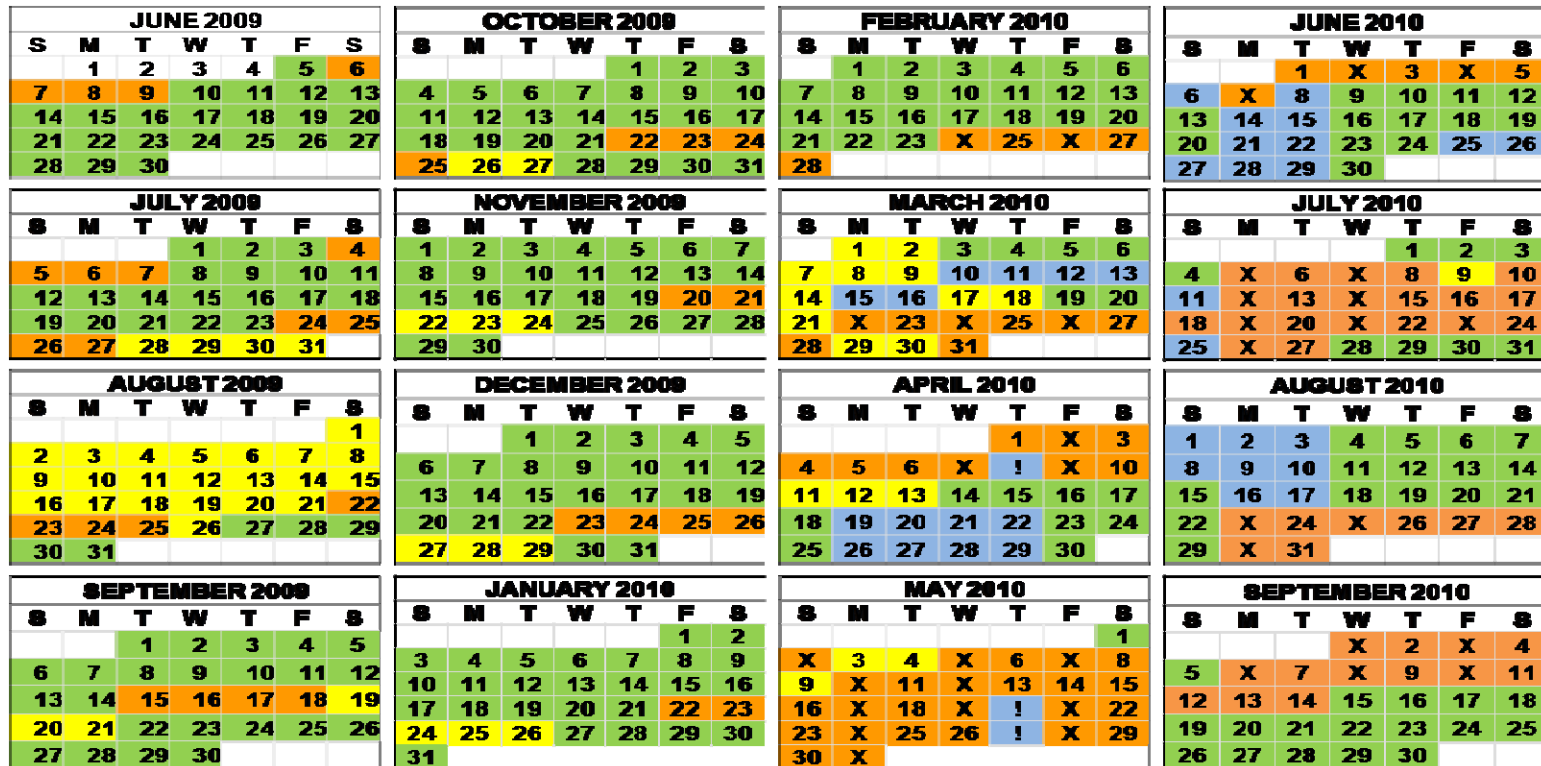 JUNE 2009
S M T W T F S
1 2 3 4 5 6
7 8 9 10 11 12 13
14 15 16 17 18 19 20
21 22 23 24 25 26 27
28 29 30
JULY 2009
S M T W T F S
1 2 3 4
5 6 7 8 9 10 11
12 13 14 15 16 17 18
19 20 21 22 23 24 25
26 27 28 29 30 31
AUGUST 2009
S M T W T F S
1
2 3 4 5 6 7 8
9 10 11 12 13 14 15
16 17 18 19 20 21 22
23 24 25 26 27 28 29
30 31
SEPTEMBER 2009
S M T W T F S
1 2 3 4 5
6 7 8 9 10 11 12
13 14 15 16 17 18 19
20 21 22 23 24 25 26
27 28 29 30
OCTOBER 2009
S M T W T F S
1 2 3
4 5 6 7 8 9 10
11 12 13 14 15 16 17
18 19 20 21 22 23 24
25 26 27 28 29 30 31
NOVEMBER 2009
S M T W T F S
1 2 3 4 5 6 7
8 9 10 11 12 13 14
15 16 17 18 19 20 21
22 23 24 25 26 27 28
29 30
DECEMBER 2009
S M T W T F S
1 2 3 4 5
6 7 8 9 10 11 12
13 14 15 16 17 18 19
20 21 22 23 24 25 26
27 28 29 30 31
JANUARY 2010
S M T W T F S
1 2
3 4 5 6 7 8 9
10 11 12 13 14 15 16
17 18 19 20 21 22 23
24 25 26 27 28 29 30
31
FEBRUARY 2010
S M T W T F S
1 2 3 4 5 6
7 8 9 10 11 12 13
14 15 16 17 18 19 20
21 22 23 X 25 X 27
28
MARCH 2010
S M T W T F S
1 2 3 4 5 6
7 8 9 10 11 12 13
14 15 16 17 18 19 20
21 X 23 X 25 X 27
28 29 30 31
APRIL 2010
S M T W T F S
1 X 3
4 5 6 X ! X 10
11 12 13 14 15 16 17
18 19 20 21 22 23 24
25 26 27 28 29 30
MAY 2010
S M T W T F S
1
X 3 4 X 6 X 8
9 X 11 X 13 14 15
16 X 18 X ! X 22
23 X 25 26 ! X 29
30 X
JUNE 2010
S M T W T F S
1 X 3 X 5
6 X 8 9 10 11 12
13 14 15 16 17 18 19
20 21 22 23 24 25 26
27 28 29 30
JULY 2010
S M T W T F S
1 2 3
4 X 6 X 8 9 10
11 X 13 X 15 16 17
18 X 20 X 22 X 24
25 X 27 28 29 30 31
AUGUST 2010
S M T W T F S
1 2 3 4 5 6 7
8 9 10 11 12 13 14
15 16 17 18 19 20 21
22 X 24 X 26 27 28
29 X 31
SEPTEMBER 2010
S M T W T F S
X 2 X 4
5 X 7 X 9 X 11
12 13 14 15 16 17 18
19 20 21 22 23 24 25
26 27 28 29 30